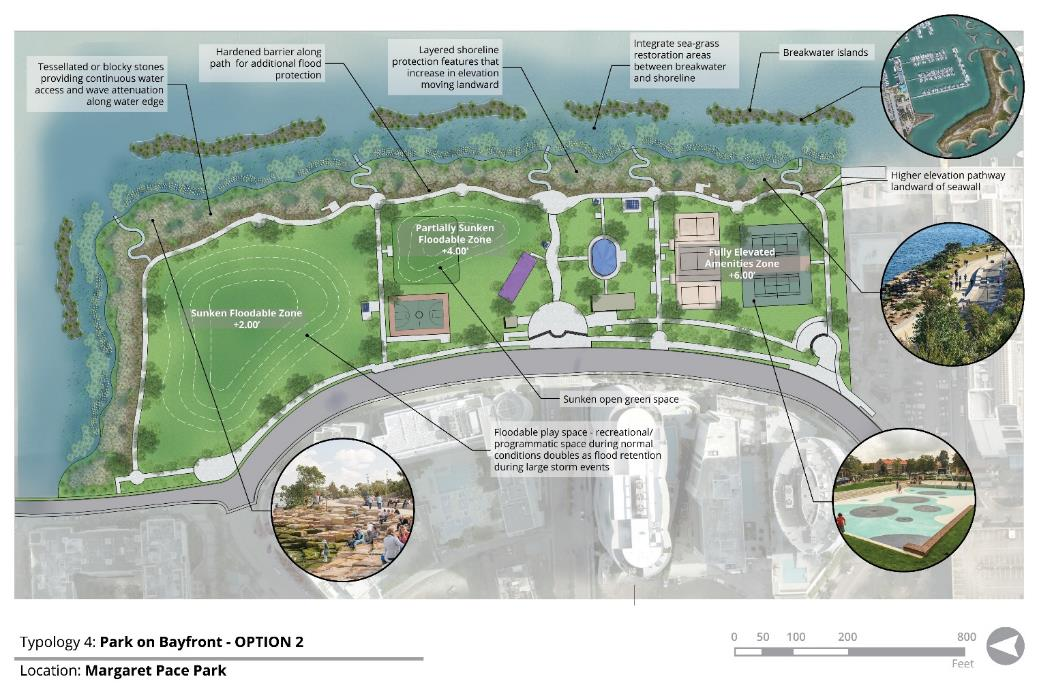 Tessellated or blocky stones
providing continuous water
access and wave attenuation
along water edge
Hardened barrier along
path for additional flood
protection
Layered shoreline
protection features that
increase in elevation
moving landward
Integrate sea-grass
restoration areas
between breakwater
and shoreline
Breakwater islands
Higher elevation pathway
landward of seawall
Partially Sunken
Floodable Zone
+4.00'
Fully Elevated
Amenities Zone
+6.00'
Sunken Floodable Zone
+2.00'
Sunken open green space
Floodable play space - recreational/
programmatic space during normal
conditions doubles as flood retention
during large storm events
Typology 4: Park on Bayfront - OPTION 2
Location: Margaret Pace Park
0 50 100 200 800
Feet